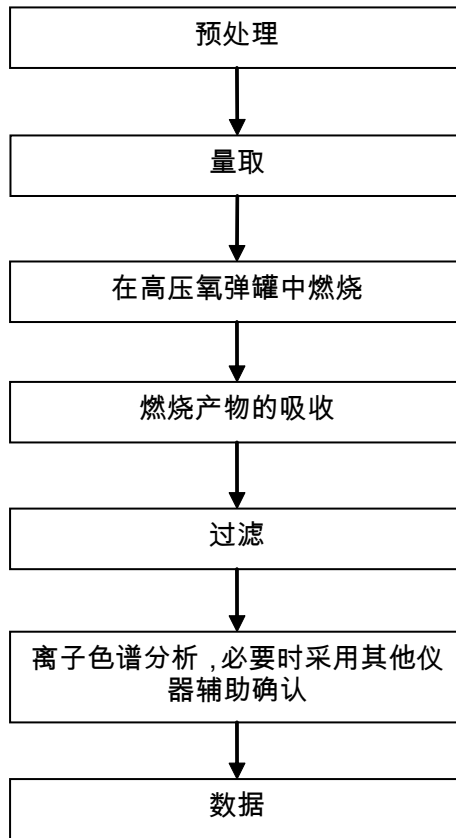 预处理
量取
在高压氧弹罐中燃烧
燃烧产物的吸收
过滤
离子色谱分析,必要时采用其他仪
器辅助确认
数据